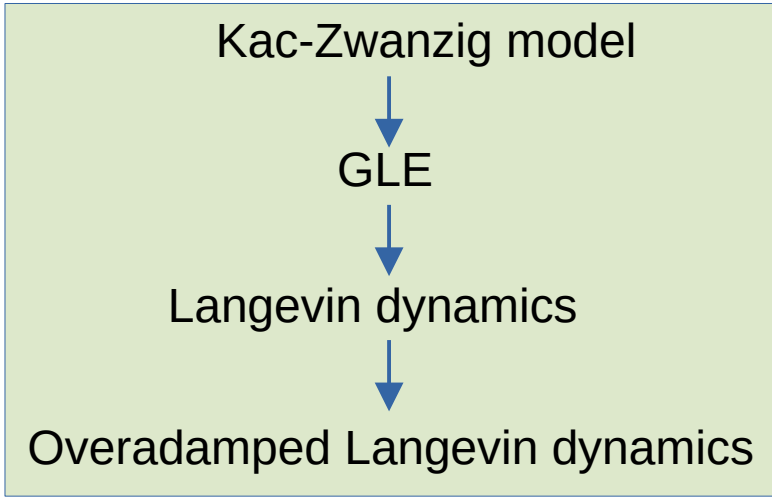 Kac-Zwanzig model
GLE
Langevin dynamics
Overadamped Langevin dynamics